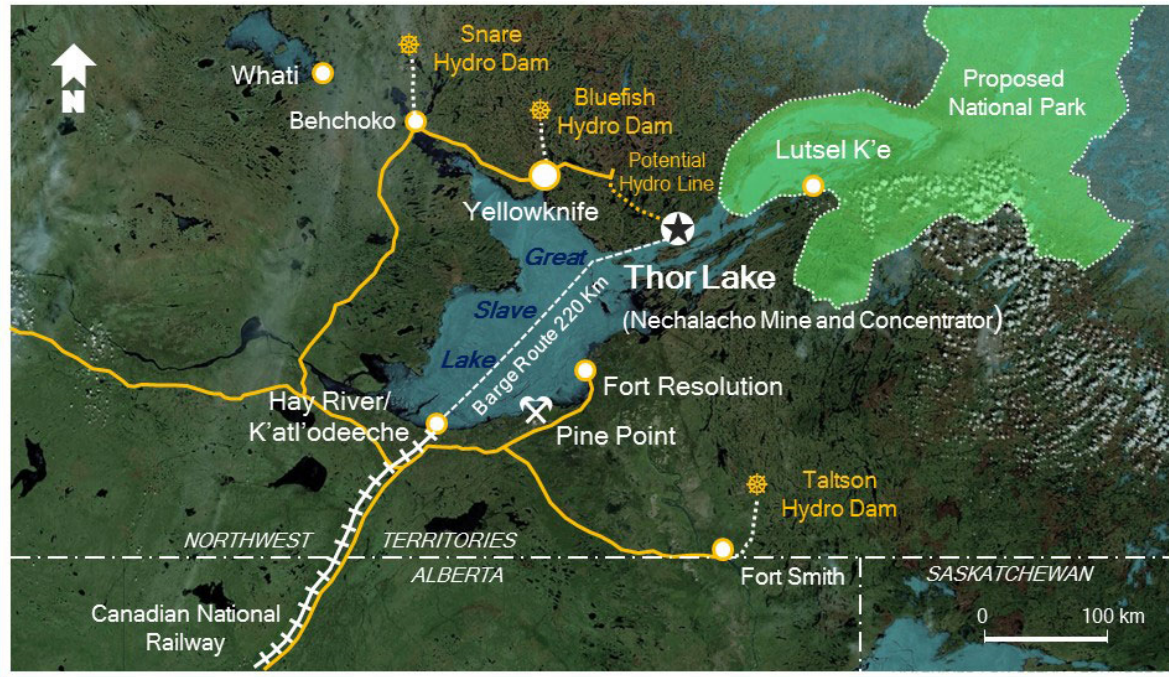 Snare
Hydro Dam
Whati
Bluefish
Hydro Dam
Proposed
National Park
N
Behchoko
Potential
Hydro Line
Lutsel K'e
Yellowknife
Great
Thor Lake
(Nechalacho Mine and Concentrator)
Slave
Lake
Barge Route 220 Km
Fort Resolution
Hay River/
K'atl'odeeche
Pine Point
Taltson
Hydro Dam
NORTHWEST TERRITORIES
ALBERTA
Fort Smith
SASKATCHEWAN
Canadian National
Railway
0 100 km